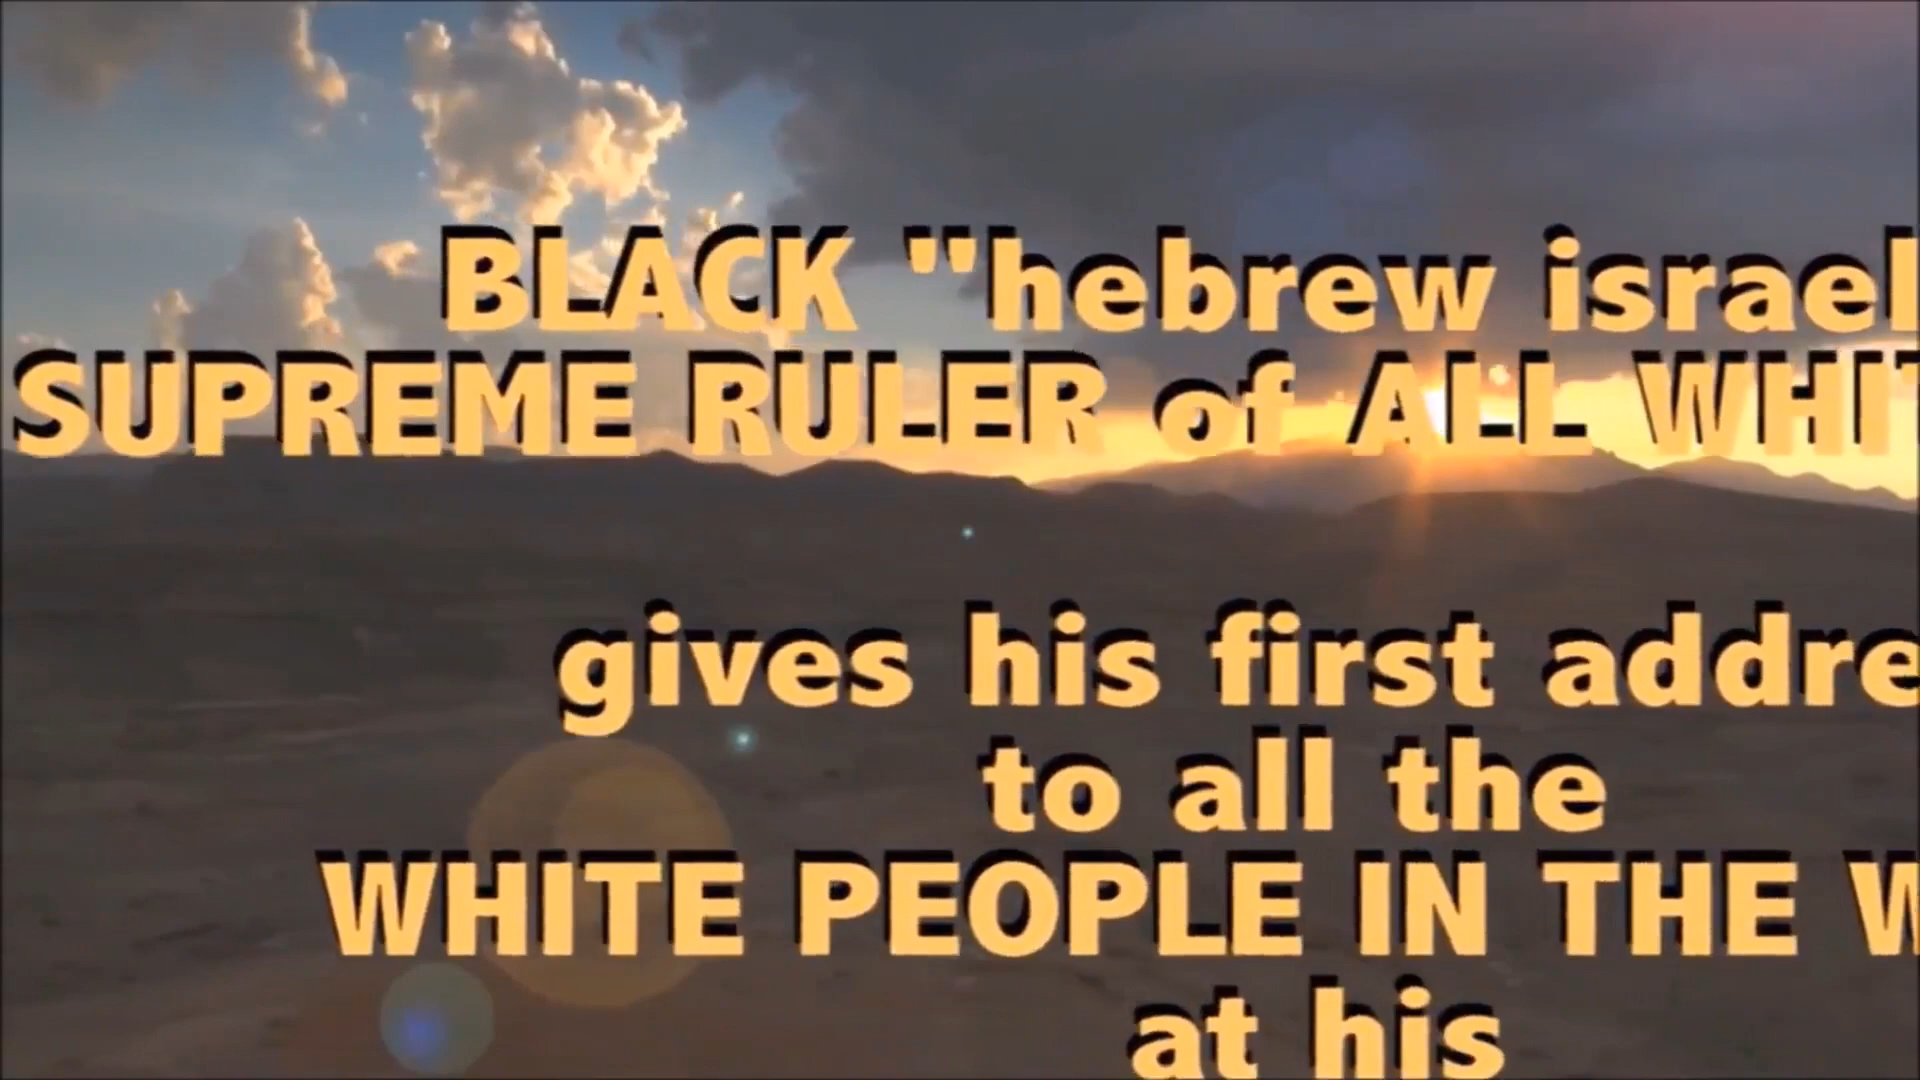 BLACK "hebrew israel
SUPREME RULER of ALL WHIT
gives his first addre
to all the
WHITE PEOPLE IN THE W
at his